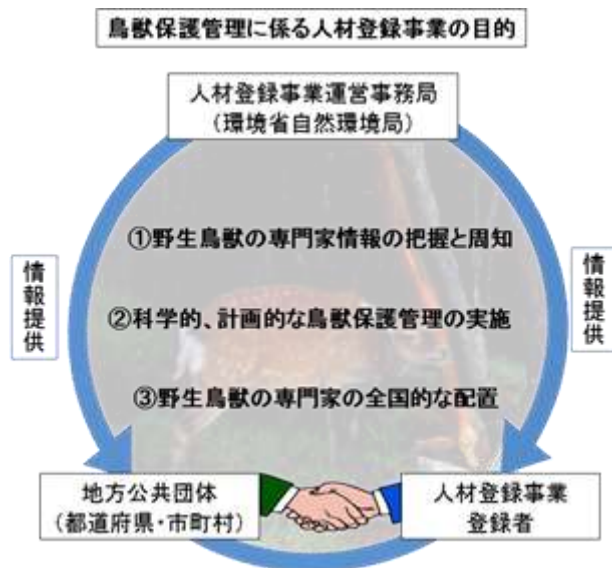 鳥獣保護管理に係る人材登録事業の目的
人材登録事業運営事務局
（環境省自然環境局）
①野生鳥獣の専門家情報の把握と周知
②科学的、計画的な鳥獣保護管理の実施
③野生鳥獣の専門家の全国的な配置
情報提供
情報提供
地方公共団体
（都道府県・市町村）
人材登録事業
登録者